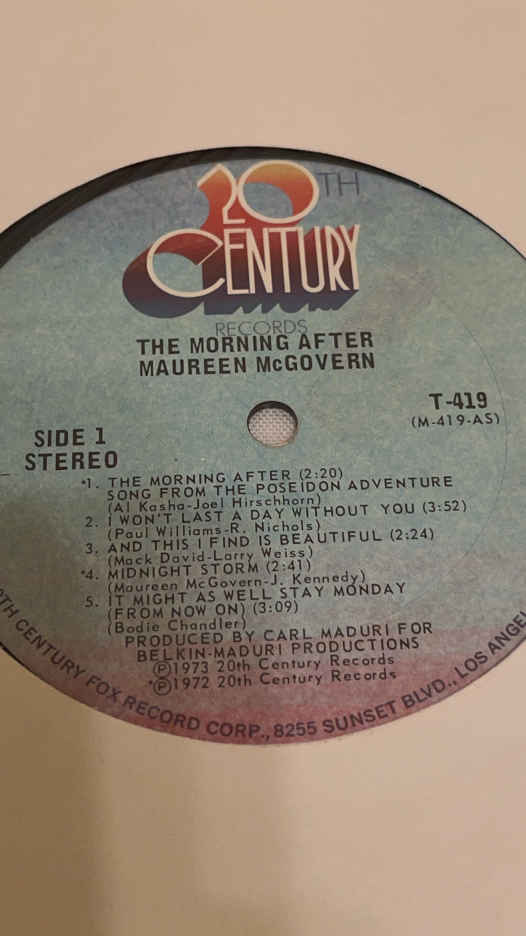 20TH
CENTURY
RECORDS
THE MORNING AFTER
MAUREEN McGOVERN
T-419
(M-419-AS)
SIDE 1
STEREO
*1. THE MORNING AFTER (2:20)
SONG FROM THE POSEIDON ADVENTURE
(Al Kasha-Joel Hirschhorn)
2. I WON'T LAST A DAY WITHOUT YOU (3:52)
(Paul Williams-R. Nichols)
3. AND THIS I FIND IS BEAUTIFUL (2:24)
(Mack David-Larry Weiss)
*4. MIDNIGHT STORM (2:41)
(Maureen McGovern-J. Kennedy)
5. IT MIGHT AS WELL STAY MONDAY
(FROM NOW ON) (3:09)
(Bodie Chandler)
PRODUCED BY CARL MADURI FOR
BELKIN-MADURI PRODUCTIONS
Ⓟ1973 20th Century Records
*Ⓟ1972 20th Century Records
0TH CENTURY FOX RECORD CORP., 8255 SUNSET BLVD., LOS ANGE